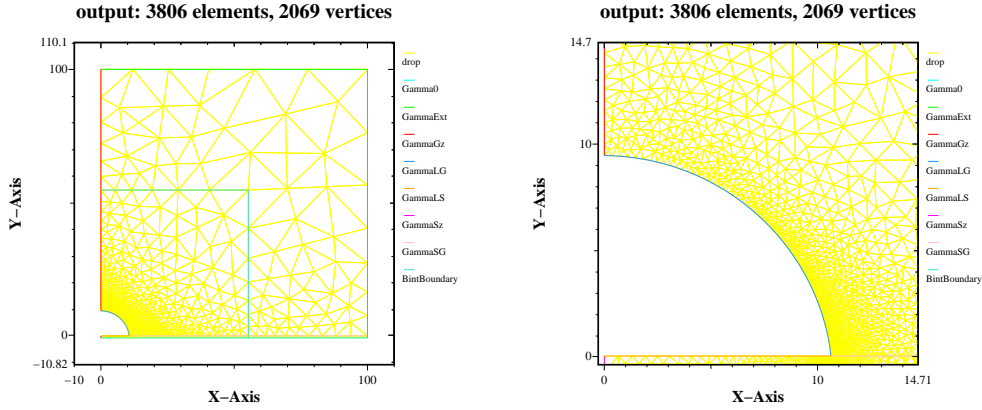 output: 3806 elements, 2069 vertices
110.1
100
0
−10.82
−10
0
100
X−Axis
Y−Axis
drop
Gamma0
GammaExt
GammaGz
GammaLG
GammaLS
GammaSz
GammaSG
BintBoundary
output: 3806 elements, 2069 vertices
14.7
10
0
0
10
14.71
X−Axis
Y−Axis
drop
Gamma0
GammaExt
GammaGz
GammaLG
GammaLS
GammaSz
GammaSG
BintBoundary